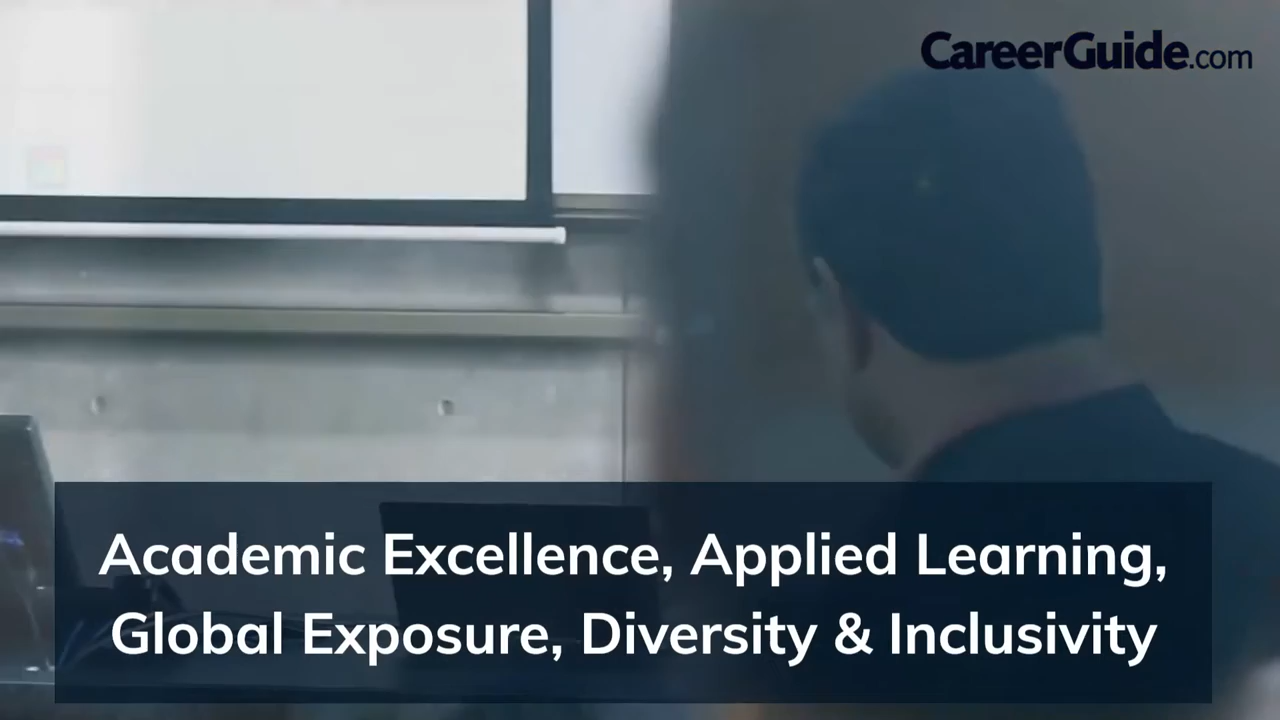 CareerGuide.com
Academic Excellence, Applied Learning,
Global Exposure, Diversity & Inclusivity